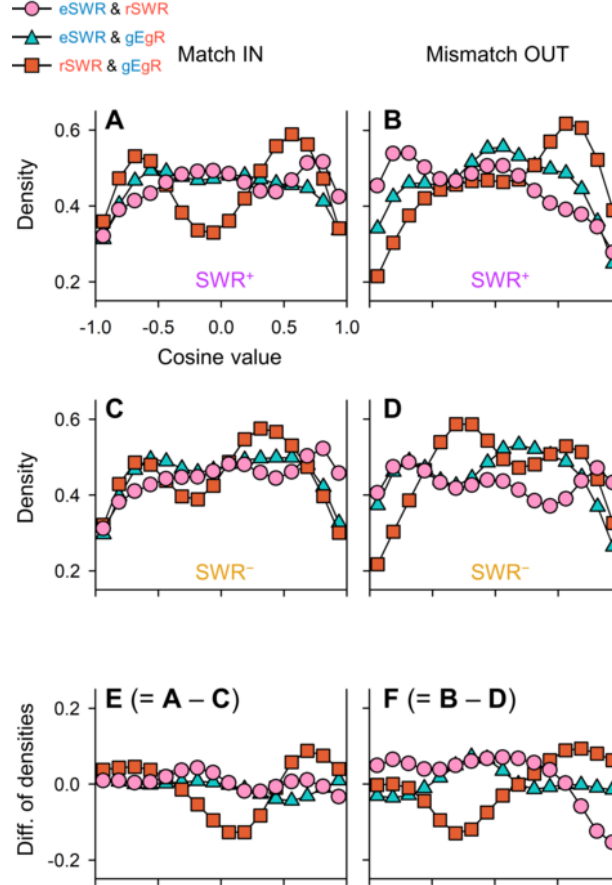 eSWR & rSWR
eSWR & gEgR
rSWR & gEgR
Match IN
Mismatch OUT
A
B
Density
0.6
0.4
0.2
SWR+
SWR+
-1.0 -0.5 0.0 0.5 1.0
Cosine value
C
D
Density
0.6
0.4
0.2
SWR−
SWR−
E (= A – C)
F (= B – D)
Diff. of densities
0.2
0.0
-0.2